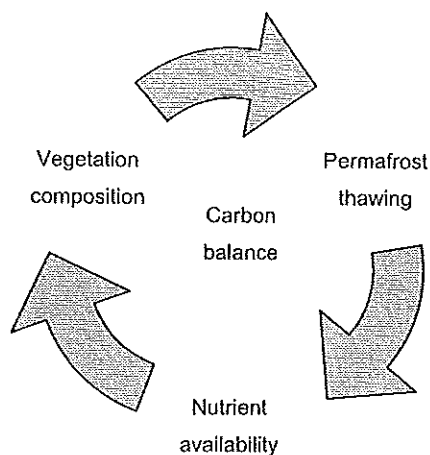 Vegetation
composition
Permafrost
thawing
Carbon
balance
Nutrient
availability